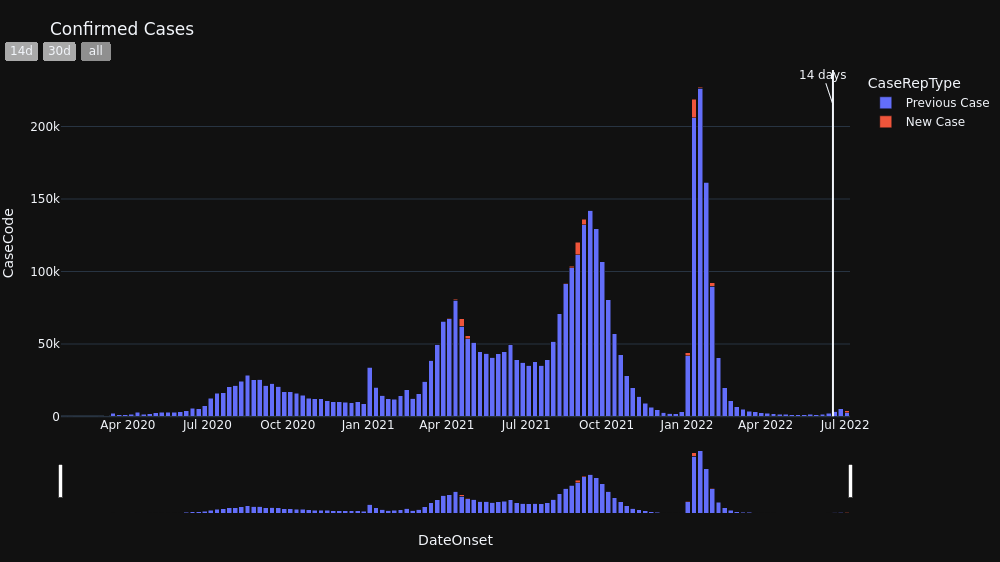 Confirmed Cases
14d 30d all
14 days
CaseRepType
Previous Case
New Case
CaseCode
200k
150k
100k
50k
0
Apr 2020 Jul 2020 Oct 2020 Jan 2021 Apr 2021 Jul 2021 Oct 2021 Jan 2022 Apr 2022 Jul 2022
DateOnset